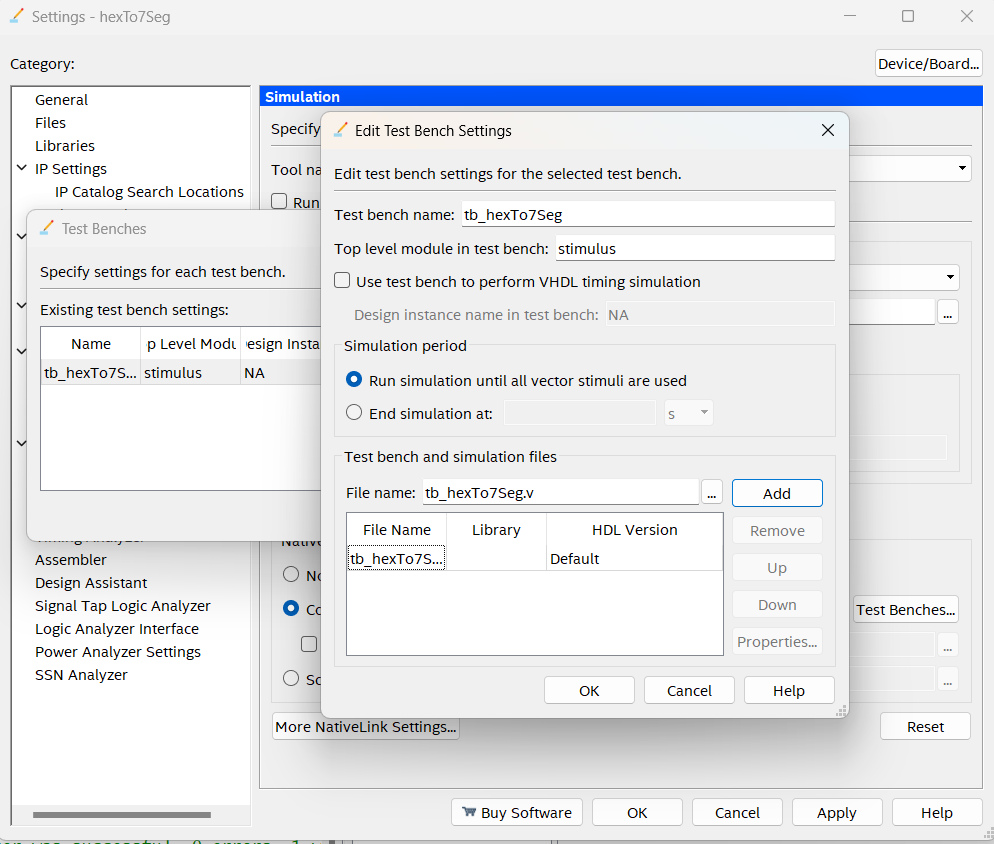 Settings - hexTo7Seg
Category:
Device/Board...
General
Files
Libraries
IP Settings
IP Catalog Search Locations
Simulation
Specify
Tool na
Run
Test Benches
Specify settings for each test bench.
Existing test bench settings:
Name p Level Modu esign Insta
tb_hexTo7S... stimulus NA
Edit Test Bench Settings
Edit test bench settings for the selected test bench.
Test bench name: tb_hexTo7Seg
Top level module in test bench: stimulus
Use test bench to perform VHDL timing simulation
Design instance name in test bench: NA
Simulation period
Run simulation until all vector stimuli are used
End simulation at: s
Test bench and simulation files
File name: tb_hexTo7Seg.v ... Add
File Name Library HDL Version
tb_hexTo7S... Default
Remove
Up
Down
Properties...
OK Cancel Help
...
Assembler
Design Assistant
Signal Tap Logic Analyzer
Logic Analyzer Interface
Power Analyzer Settings
SSN Analyzer
No
Co
Test Benches...
...
Sc
...
More NativeLink Settings...
Reset
Buy Software OK Cancel Apply Help